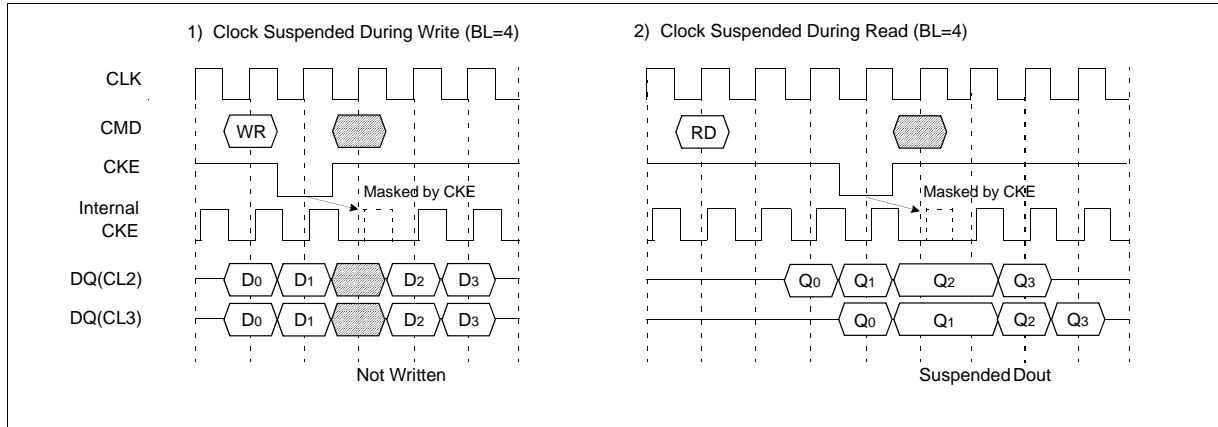 1) Clock Suspended During Write (BL=4)
2) Clock Suspended During Read (BL=4)
CLK
CMD
WR
RD
CKE
Masked by CKE
Masked by CKE
Internal
CKE
DQ(CL2)
D0 D1 D2 D3
Q0 Q1 Q2 Q3
DQ(CL3)
D0 D1 D2 D3
Q0 Q1 Q2 Q3
Not Written
Suspended Dout